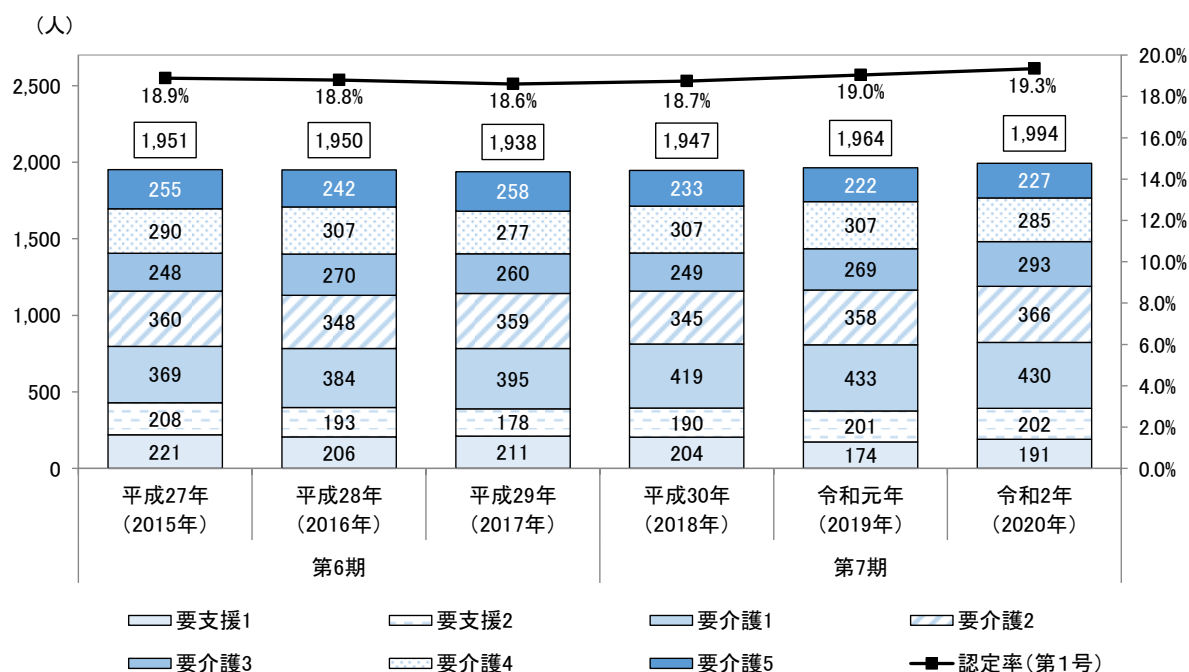 （人）
20.0%
18.0%
16.0%
14.0%
12.0%
10.0%
8.0%
6.0%
4.0%
2.0%
0.0%
2,500
2,000
1,500
1,000
500
0
18.9% 18.8% 18.6% 18.7% 19.0% 19.3%
1,951 1,950 1,938 1,947 1,964 1,994
255 242 258 233 222 227
290 307 277 307 307 285
248 270 260 249 269 293
360 348 359 345 358 366
369 384 395 419 433 430
208 193 178 190 201 202
221 206 211 204 174 191
平成27年 平成28年 平成29年 平成30年 令和元年 令和2年
（2015年） （2016年） （2017年） （2018年） （2019年） （2020年）
第6期 第7期
要支援1 要支援2 要介護1 要介護2
要介護3 要介護4 要介護5 認定率（第1号）